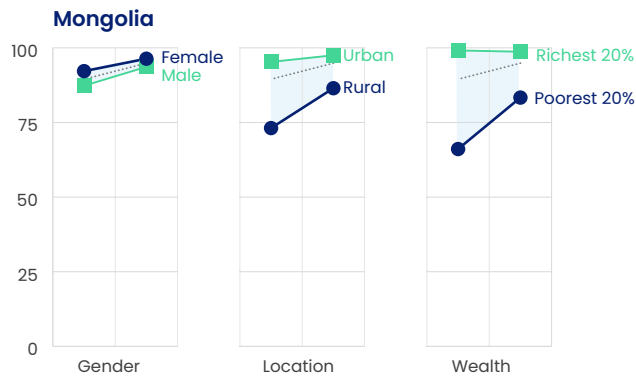 Mongolia
100
75
50
25
0
Female
Male
Urban
Rural
Richest 20%
Poorest 20%
Gender
Location
Wealth